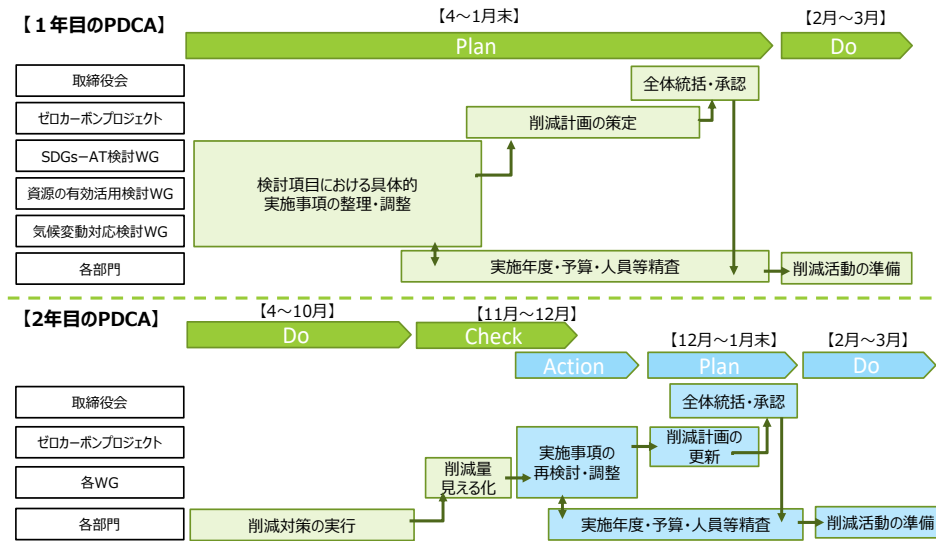 【１年目のPDCA】
【4～1月末】
【2月～3月】
Plan
Do
取締役会
全体統括・承認
ゼロカーボンプロジェクト
削減計画の策定
SDGsーAT検討WG
資源の有効活用検討WG
検討項目における具体的
実施事項の整理・調整
気候変動対応検討WG
各部門
実施年度・予算・人員等精査
削減活動の準備
【2年目のPDCA】
【4～10月】
【11月～12月】
【12月～1月末】
【2月～3月】
Do
Check
Action
Plan
Do
取締役会
全体統括・承認
ゼロカーボンプロジェクト
削減計画の
更新
各WG
削減量
見える化
実施事項の
再検討・調整
各部門
削減対策の実行
実施年度・予算・人員等精査
削減活動の準備